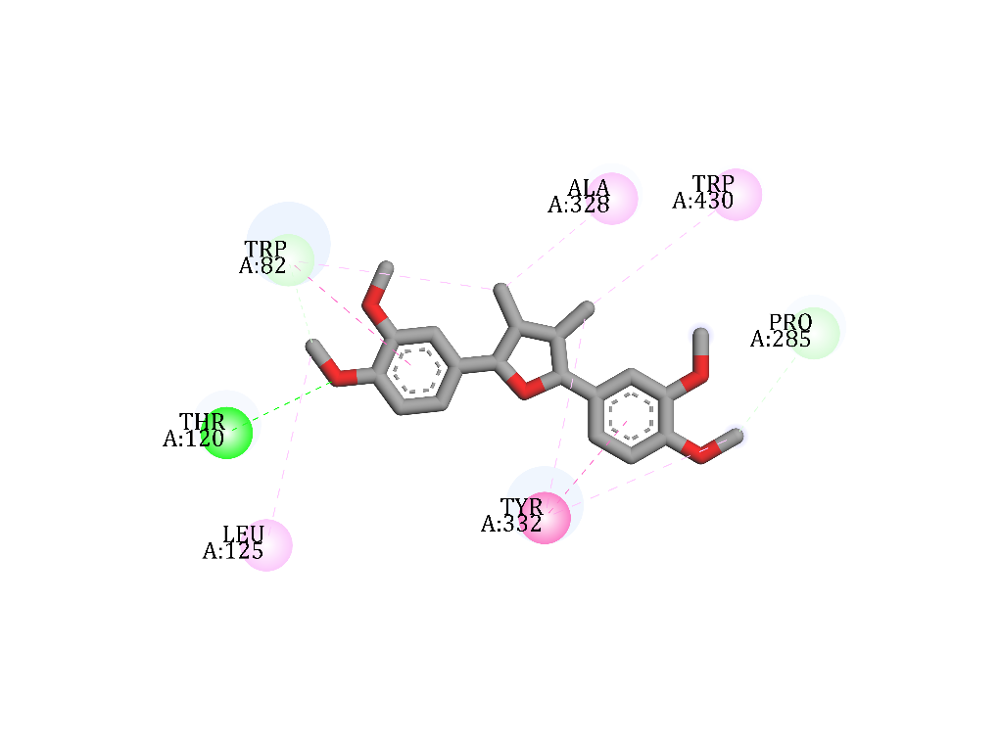 ALA
A:328
TRP
A:430
TRP
A:82
PRO
A:285
THR
A:120
TYR
A:332
LEU
A:125